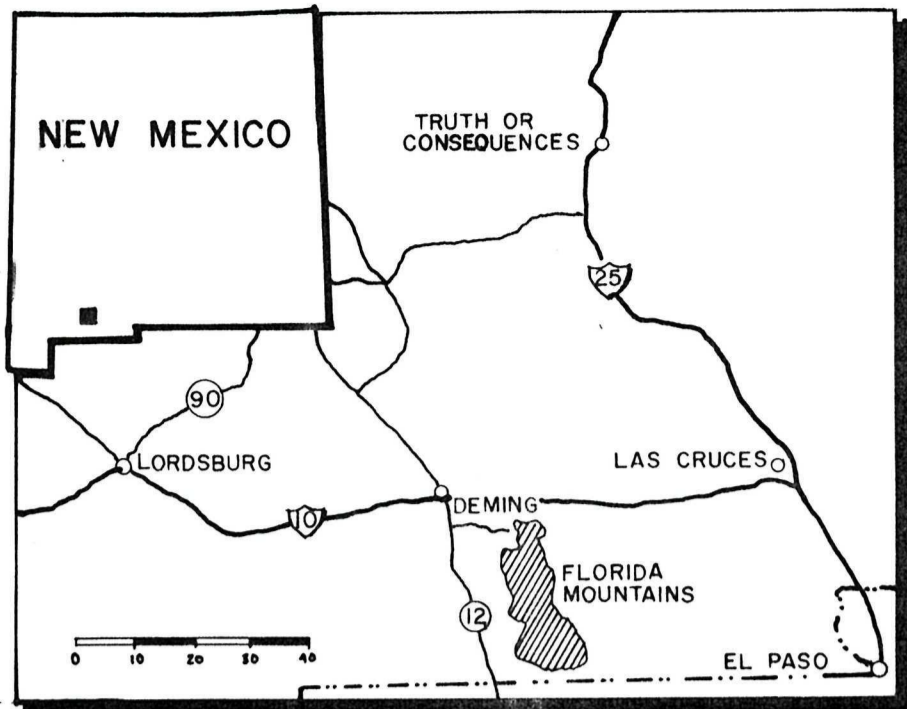 NEW MEXICO
TRUTH OR
CONSEQUENCES
25
90
LORDSBURG
LAS CRUCES
10
DEMING
FLORIDA
MOUNTAINS
12
0 10 20 30 40
EL PASO